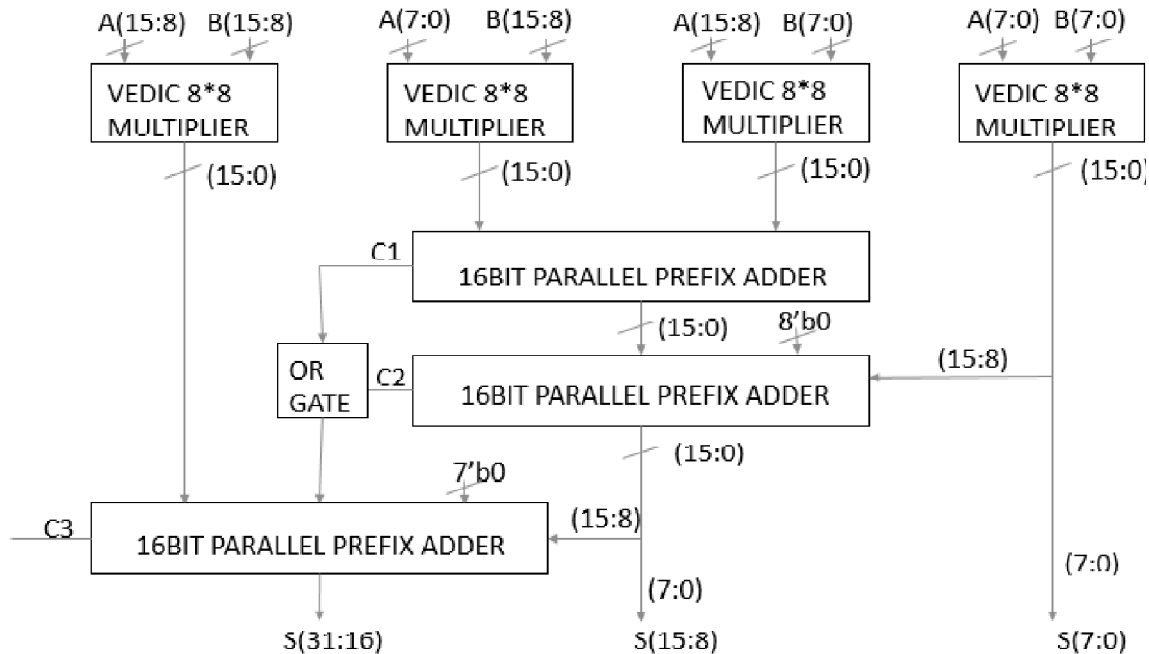 A(15:8) B(15:8) A(7:0) B(15:8) A(15:8) B(7:0) A(7:0) B(7:0)
VEDIC 8*8
MULTIPLIER
VEDIC 8*8
MULTIPLIER
VEDIC 8*8
MULTIPLIER
VEDIC 8*8
MULTIPLIER
(15:0) (15:0) (15:0) (15:0)
C1
16BIT PARALLEL PREFIX ADDER
(15:0)
8'b0
(15:8)
OR
GATE
C2
16BIT PARALLEL PREFIX ADDER
(15:0)
7'b0
(15:8)
C3
16BIT PARALLEL PREFIX ADDER
(7:0)
(7:0)
S(31:16) S(15:8) S(7:0)